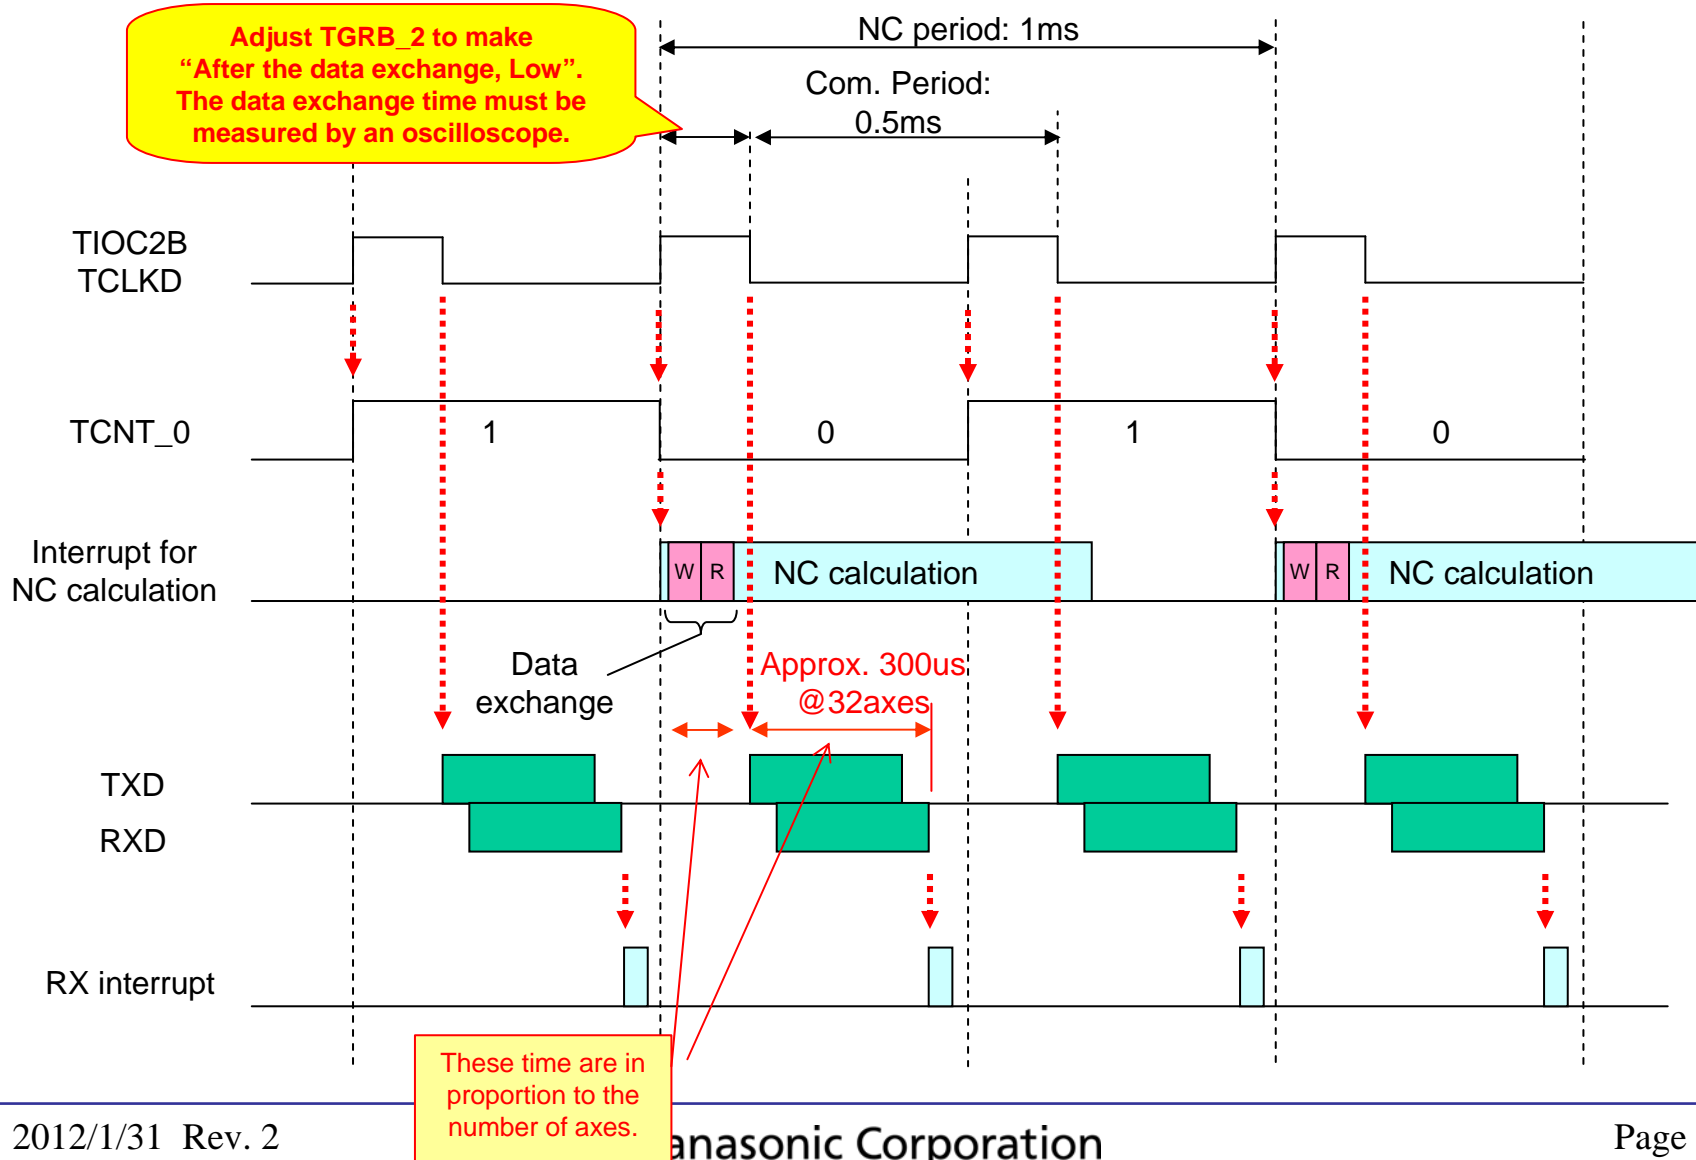 Adjust TGRB_2 to make
“After the data exchange, Low”.
The data exchange time must be
measured by an oscilloscope.
NC period: 1ms
Com. Period:
0.5ms
TIOC2B
TCLKD
TCNT_0
1
0
1
0
Interrupt for
NC calculation
W
R
NC calculation
W
R
NC calculation
Data
exchange
Approx. 300us
@32axes
TXD
RXD
RX interrupt
These time are in
proportion to the
number of axes.
2012/1/31 Rev. 2
anasonic Corporation
Page